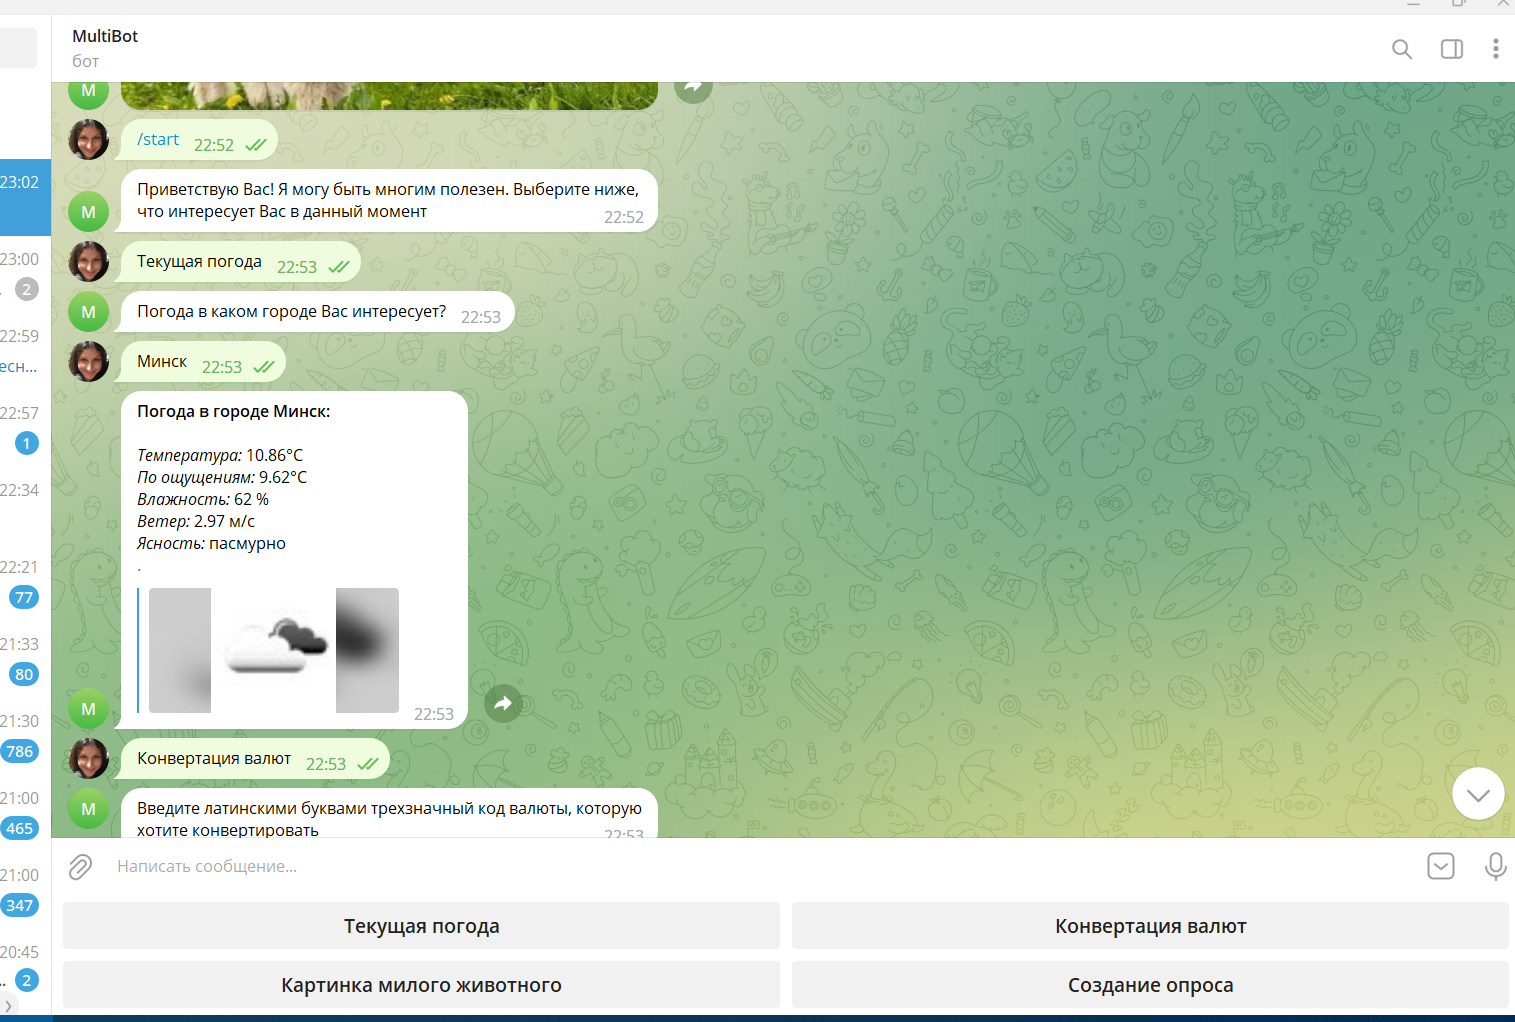 MultiBot
бот
M
/start 22:52
Приветствую Вас! Я могу быть многим полезен. Выберите ниже,
что интересует Вас в данный момент
22:52
M
Текущая погода 22:53
M
Погода в каком городе Вас интересует? 22:53
Минск 22:53
Погода в городе Минск:
Температура: 10.86°C
По ощущениям: 9.62°C
Влажность: 62 %
Ветер: 2.97 м/с
Ясность: пасмурно
.
22:53
M
Конвертация валют 22:53
M
Введите латинскими буквами трехзначный код валюты, которую
хотите конвертировать
22:53
Написать сообщение...
Текущая погода
Конвертация валют
Картинка милого животного
Создание опроса
23:02
23:00
2
22:59
есн...
22:57
1
22:34
22:21
77
21:33
80
21:30
786
21:00
465
21:00
347
20:45
.. 2